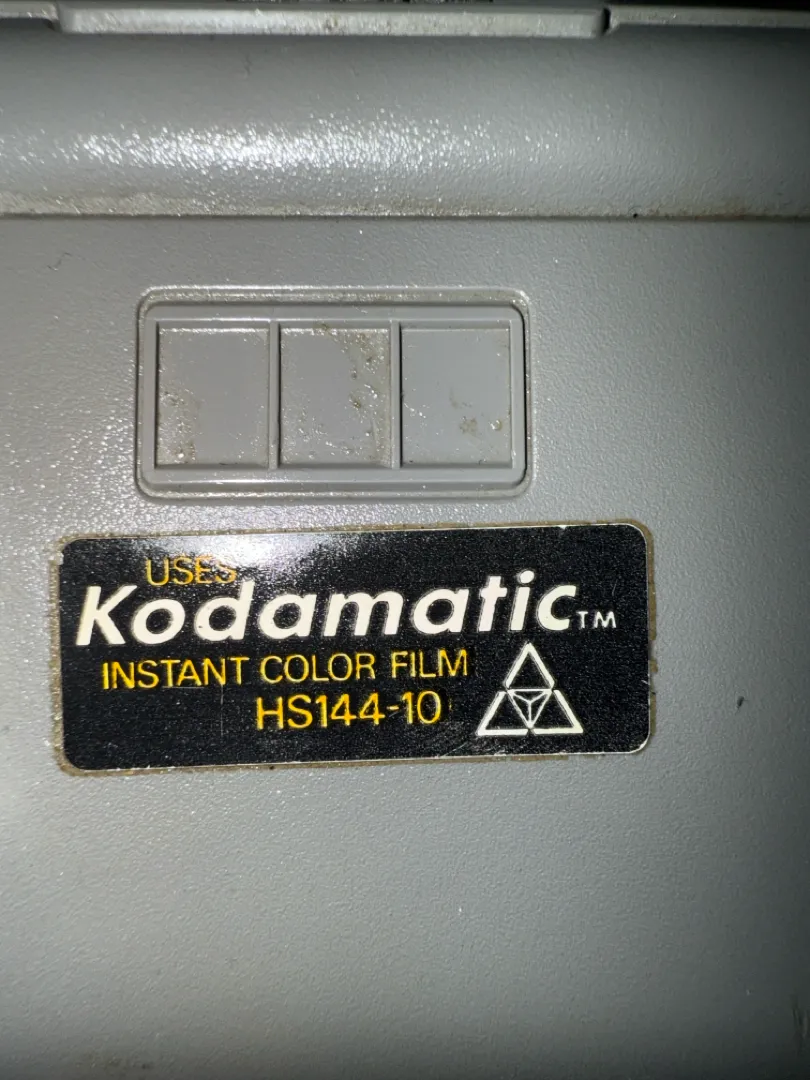 USES
Kodamatic™
INSTANT COLOR FILM
HS144-10